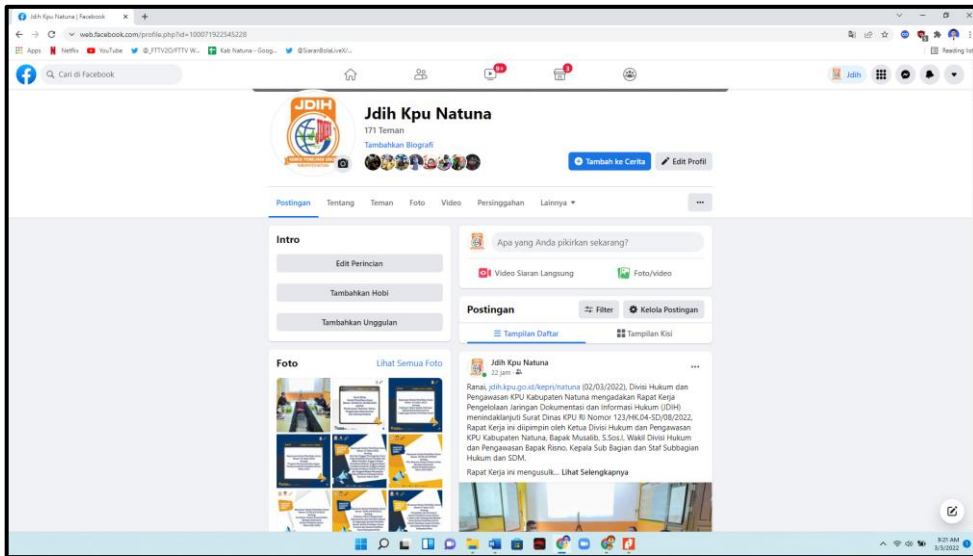 Jdih Kpu Natuna | Facebook
web.facebook.com/profile.php?id=100071922545228
Apps Netflix YouTube @_FTTV2O/FTTV W... Kab Natuna - Goog... @SiaranBolaLiveX/...
Reading list
Cari di Facebook
9+
3
Jdih
JDIH
Jdih Kpu Natuna
171 Teman
Tambahkan Biografi
Tambah ke Cerita
Edit Profil
Postingan Tentang Teman Foto Video Persinggahan Lainnya
Intro
Edit Perincian
Tambahkan Hobi
Tambahkan Unggulan
Foto
Lihat Semua Foto
Apa yang Anda pikirkan sekarang?
Video Siaran Langsung
Foto/video
Postingan
Filter
Kelola Postingan
Tampilan Daftar
Tampilan Kisi
Jdih Kpu Natuna
22 jam
Ranai, jdih.kpu.go.id/kepri/natuna (02/03/2022), Divisi Hukum dan
Pengawasan KPU Kabupaten Natuna mengadakan Rapat Kerja
Pengelolaan Jaringan Dokumentasi dan Informasi Hukum (JDIH)
menindaklanjuti Surat Dinas KPU RI Nomor 123/HK.04-SD/08/2022,
Rapat Kerja ini diipimpin oleh Ketua Divisi Hukum dan Pengawasan
KPU Kabupaten Natuna, Bapak Musalib, S.Sos.I, Wakil Divisi Hukum
dan Pengawasan Bapak Risno, Kepala Sub Bagian dan Staf Subbagian
Hukum dan SDM.
Rapat Kerja ini mengusulk... Lihat Selengkapnya
9:21 AM
3/3/2022